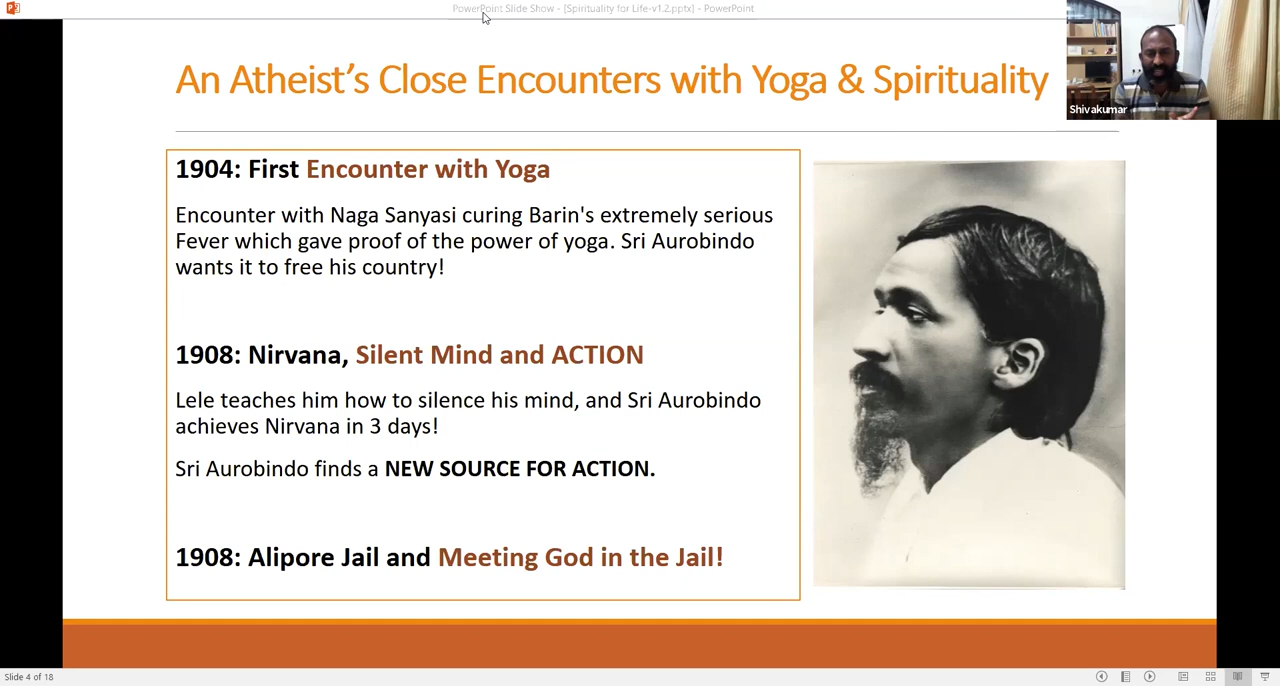 PowerPoint Slide Show - [Spirituality for Life-v1.2.pptx] - PowerPoint
An Atheist's Close Encounters with Yoga & Spirituality
Shivakumar
1904: First Encounter with Yoga
Encounter with Naga Sanyasi curing Barin's extremely serious
Fever which gave proof of the power of yoga. Sri Aurobindo
wants it to free his country!
1908: Nirvana, Silent Mind and ACTION
Lele teaches him how to silence his mind, and Sri Aurobindo
achieves Nirvana in 3 days!
Sri Aurobindo finds a NEW SOURCE FOR ACTION.
1908: Alipore Jail and Meeting God in the Jail!
Slide 4 of 18